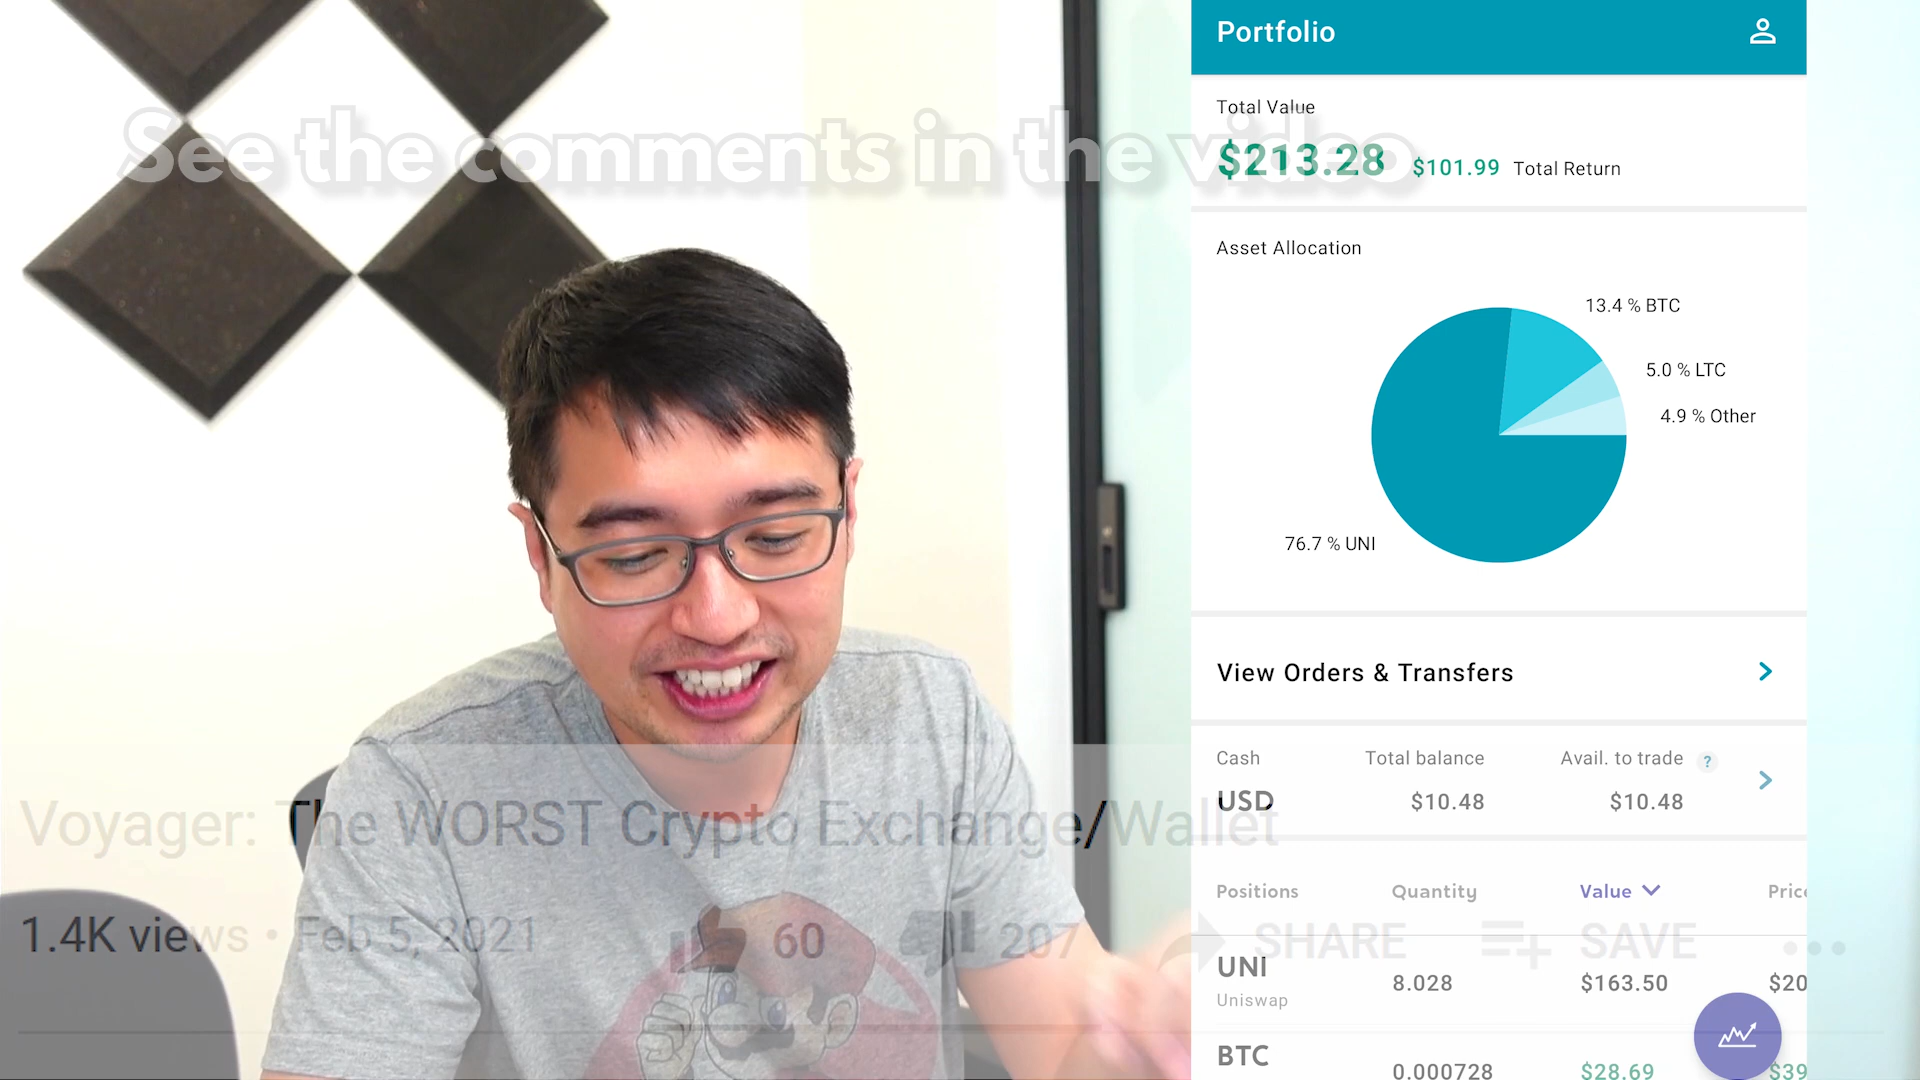 See the comments in the video
Portfolio
Total Value
$213.28 $101.99 Total Return
Asset Allocation
13.4 % BTC
5.0 % LTC
4.9 % Other
76.7 % UNI
View Orders & Transfers
Cash Total balance Avail. to trade ?
USD $10.48 $10.48
Voyager: The WORST Crypto Exchange/Wallet
Positions Quantity Value
1.4K views • Feb 5, 2021 60 207 SHARE SAVE
UNI 8.028 $163.50
Uniswap
BTC 0.000728 $28.69